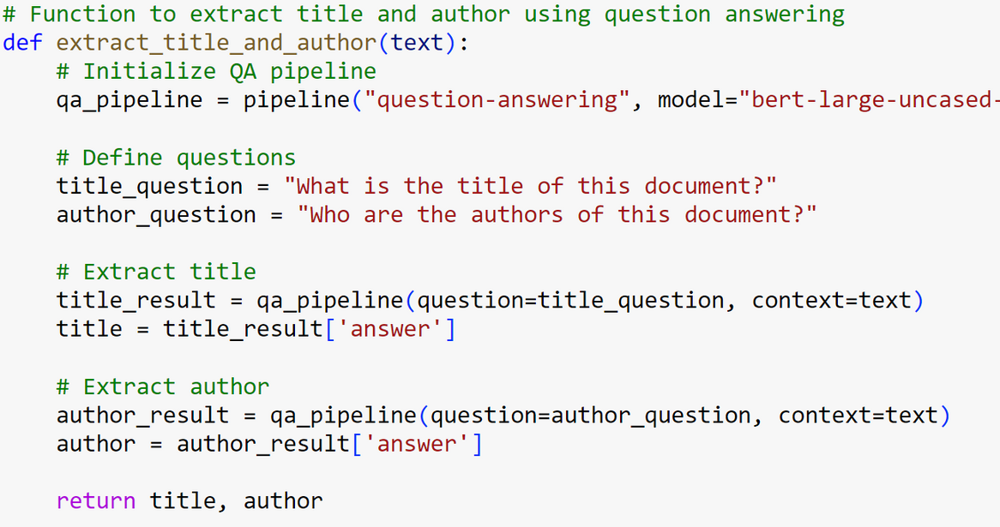 # Function to extract title and author using question answering
def extract_title_and_author(text):
    # Initialize QA pipeline
    qa_pipeline = pipeline("question-answering", model="bert-large-uncased-
    # Define questions
    title_question = "What is the title of this document?"
    author_question = "Who are the authors of this document?"
    # Extract title
    title_result = qa_pipeline(question=title_question, context=text)
    title = title_result['answer']
    # Extract author
    author_result = qa_pipeline(question=author_question, context=text)
    author = author_result['answer']
    return title, author